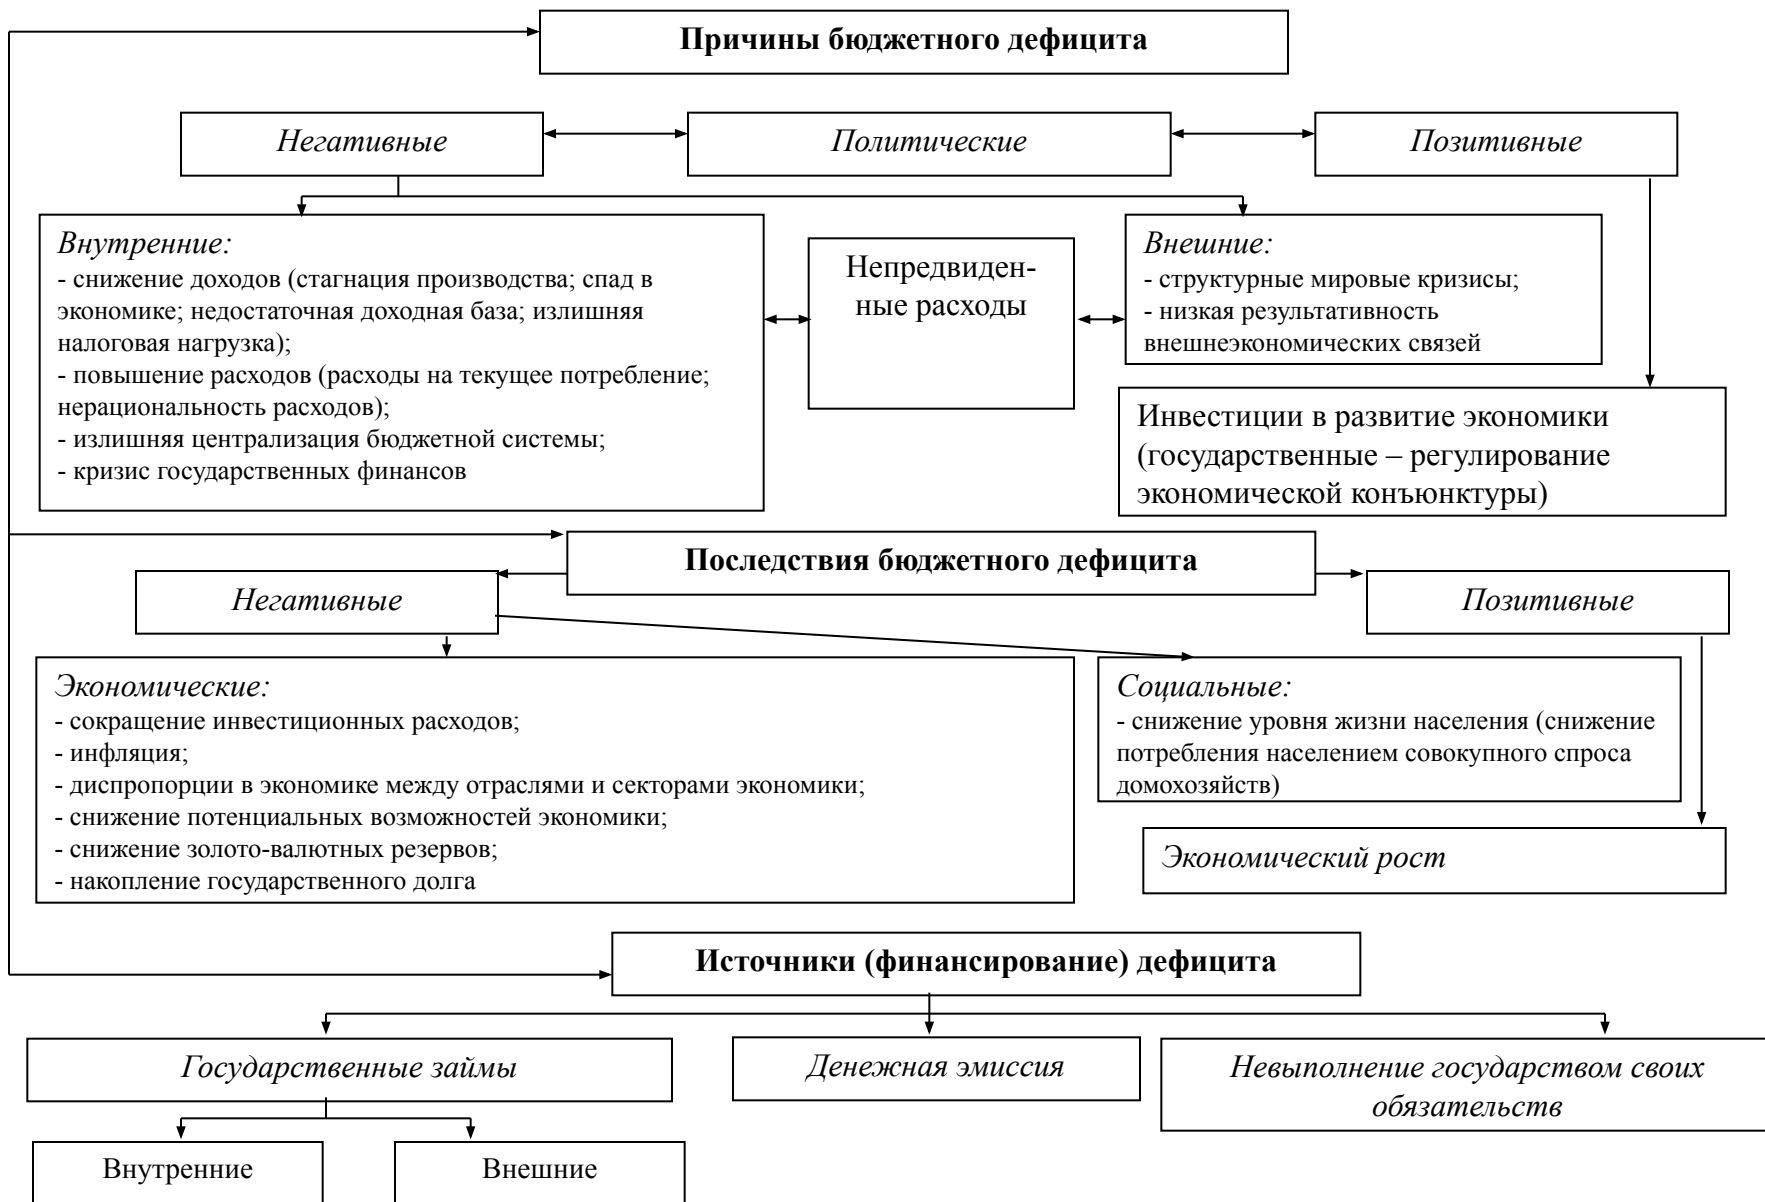 Причины бюджетного дефицита
Негативные
Политические
Позитивные
Внутренние:
- снижение доходов (стагнация производства; спад в
экономике; недостаточная доходная база; излишняя
налоговая нагрузка);
- повышение расходов (расходы на текущее потребление;
нерациональность расходов);
- излишняя централизация бюджетной системы;
- кризис государственных финансов
Непредвиден-
ные расходы
Внешние:
- структурные мировые кризисы;
- низкая результативность
внешнеэкономических связей
Инвестиции в развитие экономики
(государственные – регулирование
экономической конъюнктуры)
Последствия бюджетного дефицита
Негативные
Позитивные
Экономические:
- сокращение инвестиционных расходов;
- инфляция;
- диспропорции в экономике между отраслями и секторами экономики;
- снижение потенциальных возможностей экономики;
- снижение золото-валютных резервов;
- накопление государственного долга
Социальные:
- снижение уровня жизни населения (снижение
потребления населением совокупного спроса
домохозяйств)
Экономический рост
Источники (финансирование) дефицита
Государственные займы
Денежная эмиссия
Невыполнение государством своих
обязательств
Внутренние
Внешние